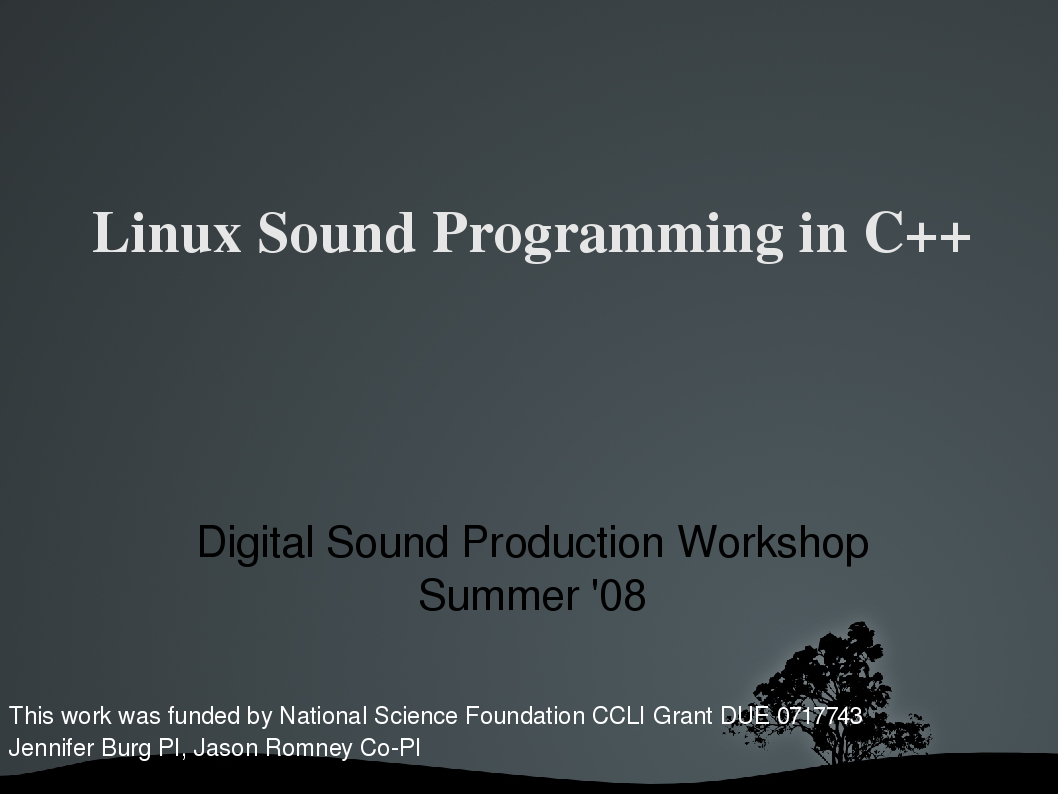 Linux Sound Programming in C++
Digital Sound Production Workshop
Summer '08
This work was funded by National Science Foundation CCLI Grant DUE 0717743
Jennifer Burg PI, Jason Romney Co-PI